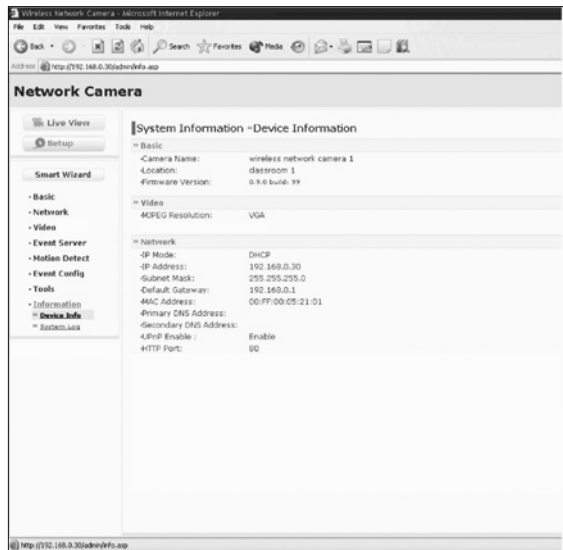 Wireless Network Camera - Microsoft Internet Explorer
File Edit View Favorites Tools Help
Back Search Favorites Media
Address http://192.168.0.30/admin/info.asp
Network Camera
Live View
Setup
Smart Wizard
- Basic
- Network
- Video
- Event Server
- Motion Detect
- Event Config
- Tools
- Information
Device Info
System Log
System Information Device Information
Basic
Camera Name: wireless network camera 1
Location: classroom 1
Firmware Version: 0.9.0 build: 99
Video
MJPEG Resolution: VGA
Network
IP Mode: DHCP
IP Address: 192.168.0.30
Subnet Mask: 255.255.255.0
Default Gateway: 192.168.0.1
MAC Address: 00:FF:00:05:21:01
Primary DNS Address:
Secondary DNS Address:
UPnP Enable : Enable
HTTP Port: 80
http://192.168.0.30/admin/info.asp